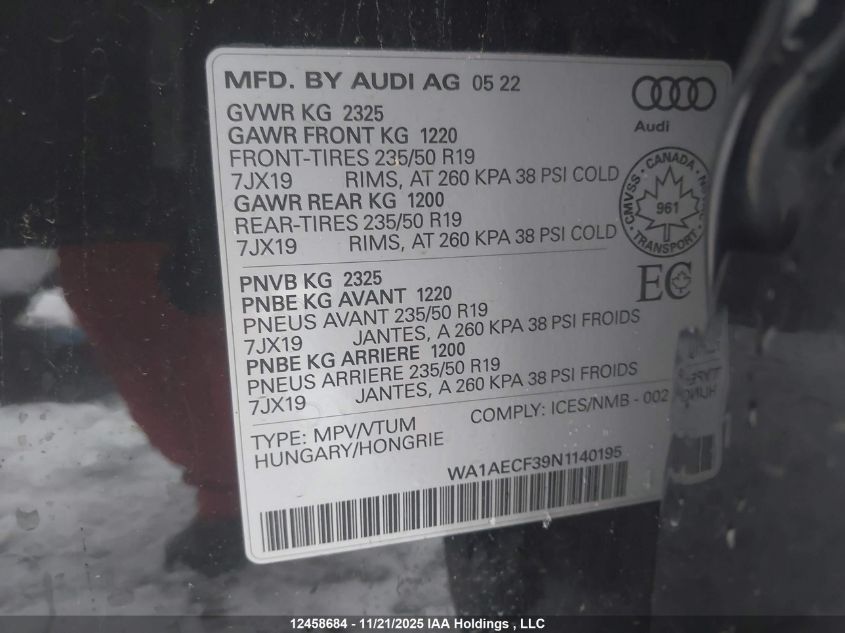 MFD. BY AUDI AG 05 22
Audi
GVWR KG 2325
GAWR FRONT KG 1220
FRONT-TIRES 235/50 R19
7JX19 RIMS, AT 260 KPA 38 PSI COLD
GAWR REAR KG 1200
REAR-TIRES 235/50 R19
7JX19 RIMS, AT 260 KPA 38 PSI COLD
CMVSS • CANADA •
961
TRANSPORT
EC
PNVB KG 2325
PNBE KG AVANT 1220
PNEUS AVANT 235/50 R19
7JX19 JANTES, A 260 KPA 38 PSI FROIDS
PNBE KG ARRIERE 1200
PNEUS ARRIERE 235/50 R19
7JX19 JANTES, A 260 KPA 38 PSI FROIDS
TYPE: MPV/VTUM COMPLY: ICES/NMB - 002
HUNGARY/HONGRIE
WA1AECF39N1140195
12458684 - 11/21/2025 IAA Holdings , LLC